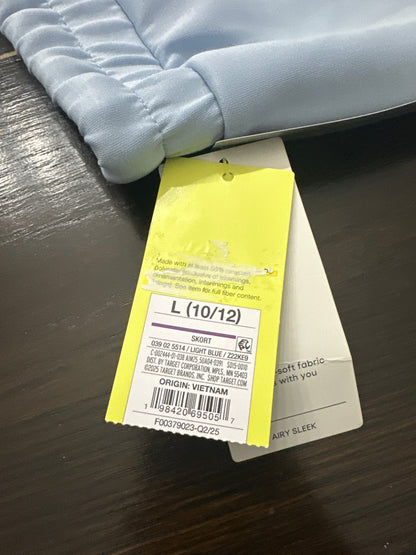 Made with at least 50% recycled
polyester, exclusive of trimmings,
ornamentation, interlinings and
thread. See item for full fiber content.
L (10/12)
SKORT
039 02 5514 / LIGHT BLUE / Z22KE9
DIST. BY TARGET CORPORATION, MPLS, MN 55403
©2025 TARGET BRANDS, INC. SHOP TARGET.COM
ORIGIN: VIETNAM
1 98420 69505 7
F00379023-Q2/25
-soft fabric
with you
AIRY SLEEK